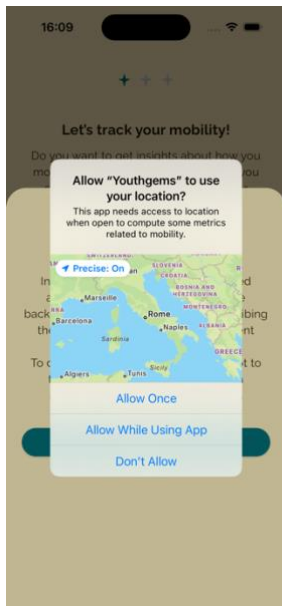 16:09
Let's track your mobility!
Do you want to get insights about how you
Allow "Youthgems" to use
your location?
This app needs access to location
when open to compute some metrics
related to mobility.
SLOVENIA
Precise: On
CROATIA
BOSNIA AND
HERZEGOVINA
Marseille
MONTENEGRO
Rome
Barcelona
Naples
ALBANIA
Sardinia
GREECE
Sicily
Algiers
Tunis
Allow Once
Allow While Using App
Don't Allow